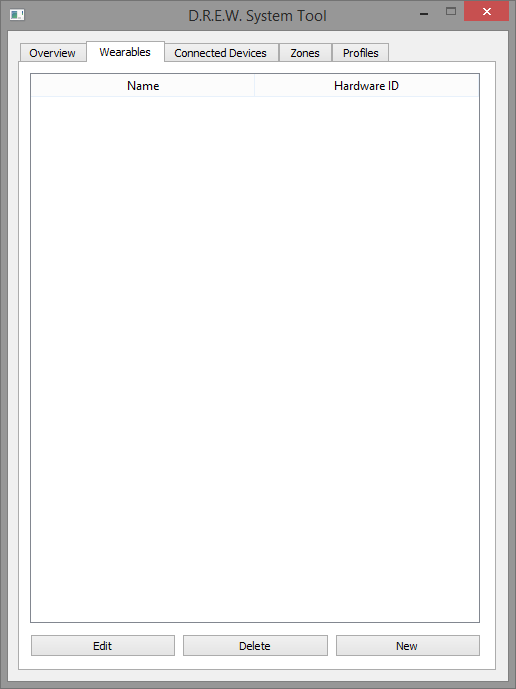 D.R.E.W. System Tool
Overview Wearables Connected Devices Zones Profiles
Name Hardware ID
Edit Delete New